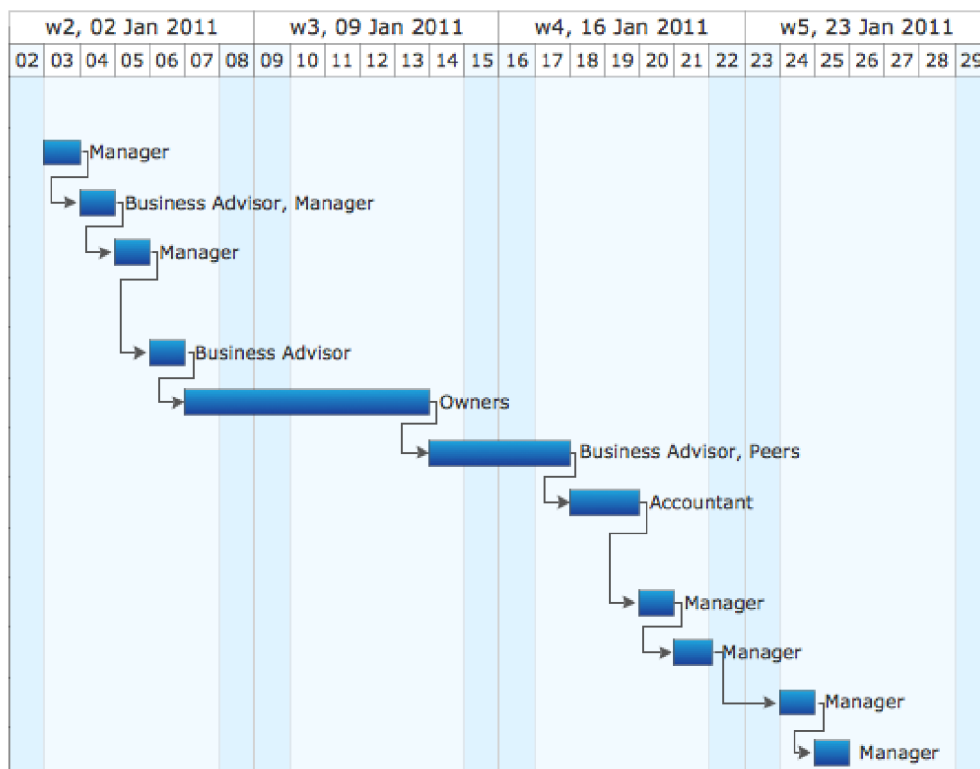 w2, 02 Jan 2011 w3, 09 Jan 2011 w4, 16 Jan 2011 w5, 23 Jan 2011
02 03 04 05 06 07 08 09 10 11 12 13 14 15 16 17 18 19 20 21 22 23 24 25 26 27 28 29
Manager
Business Advisor, Manager
Manager
Business Advisor
Owners
Business Advisor, Peers
Accountant
Manager
Manager
Manager
Manager